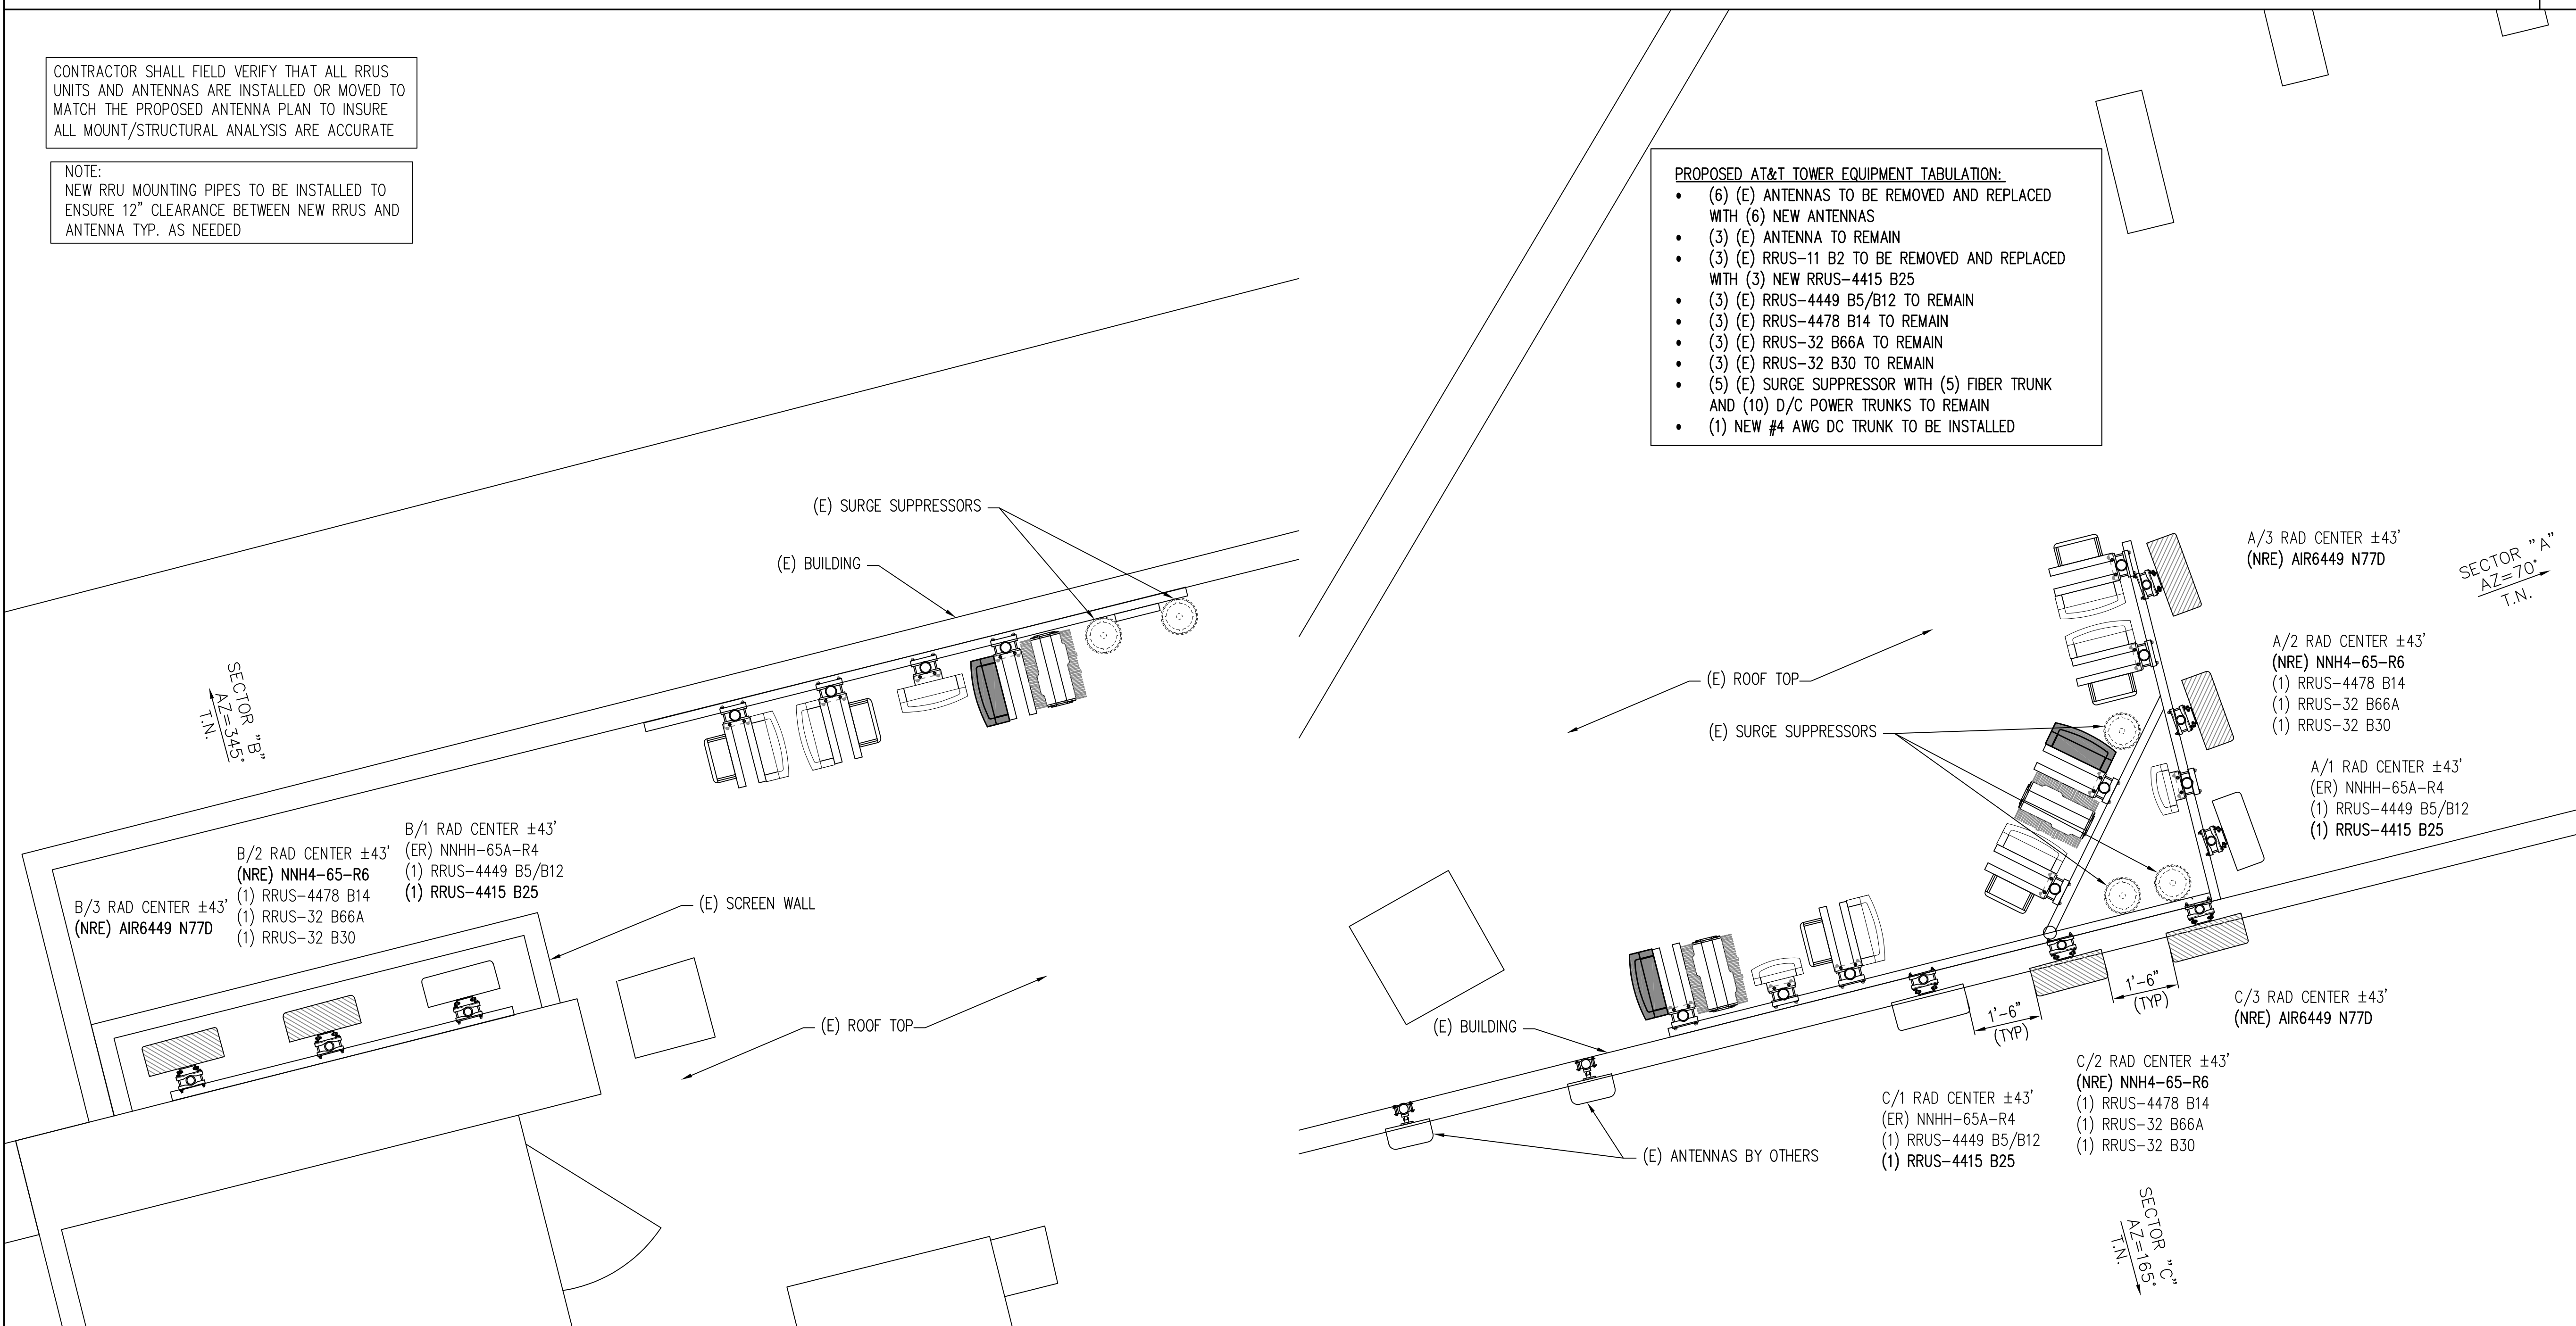 CONTRACTOR SHALL FIELD VERIFY THAT ALL RRUS
UNITS AND ANTENNAS ARE INSTALLED OR MOVED TO
MATCH THE PROPOSED ANTENNA PLAN TO INSURE
ALL MOUNT/STRUCTURAL ANALYSIS ARE ACCURATE
NOTE:
NEW RRU MOUNTING PIPES TO BE INSTALLED TO
ENSURE 12" CLEARANCE BETWEEN NEW RRUS AND
ANTENNA TYP. AS NEEDED
PROPOSED AT&T TOWER EQUIPMENT TABULATION:
• (6) (E) ANTENNAS TO BE REMOVED AND REPLACED
WITH (6) NEW ANTENNAS
• (3) (E) ANTENNA TO REMAIN
• (3) (E) RRUS-11 B2 TO BE REMOVED AND REPLACED
WITH (3) NEW RRUS-4415 B25
• (3) (E) RRUS-4449 B5/B12 TO REMAIN
• (3) (E) RRUS-4478 B14 TO REMAIN
• (3) (E) RRUS-32 B66A TO REMAIN
• (3) (E) RRUS-32 B30 TO REMAIN
• (5) (E) SURGE SUPPRESSOR WITH (5) FIBER TRUNK
AND (10) D/C POWER TRUNKS TO REMAIN
• (1) NEW #4 AWG DC TRUNK TO BE INSTALLED
(E) SURGE SUPPRESSORS
(E) BUILDING
SECTOR "B"
AZ=345°
T.N.
B/3 RAD CENTER ±43'
(NRE) AIR6449 N77D
B/2 RAD CENTER ±43'
(NRE) NNH4-65-R6
(1) RRUS-4478 B14
(1) RRUS-32 B66A
(1) RRUS-32 B30
B/1 RAD CENTER ±43'
(ER) NNHH-65A-R4
(1) RRUS-4449 B5/B12
(1) RRUS-4415 B25
(E) SCREEN WALL
(E) ROOF TOP
A/3 RAD CENTER ±43'
(NRE) AIR6449 N77D
SECTOR "A"
AZ=70°
T.N.
A/2 RAD CENTER ±43'
(NRE) NNH4-65-R6
(1) RRUS-4478 B14
(1) RRUS-32 B66A
(1) RRUS-32 B30
A/1 RAD CENTER ±43'
(ER) NNHH-65A-R4
(1) RRUS-4449 B5/B12
(1) RRUS-4415 B25
(E) ROOF TOP
(E) SURGE SUPPRESSORS
(E) BUILDING
(E) ANTENNAS BY OTHERS
1'-6"
(TYP)
1'-6"
(TYP)
C/3 RAD CENTER ±43'
(NRE) AIR6449 N77D
C/2 RAD CENTER ±43'
(NRE) NNH4-65-R6
(1) RRUS-4478 B14
(1) RRUS-32 B66A
(1) RRUS-32 B30
C/1 RAD CENTER ±43'
(ER) NNHH-65A-R4
(1) RRUS-4449 B5/B12
(1) RRUS-4415 B25
SECTOR "C"
AZ=165°
T.N.